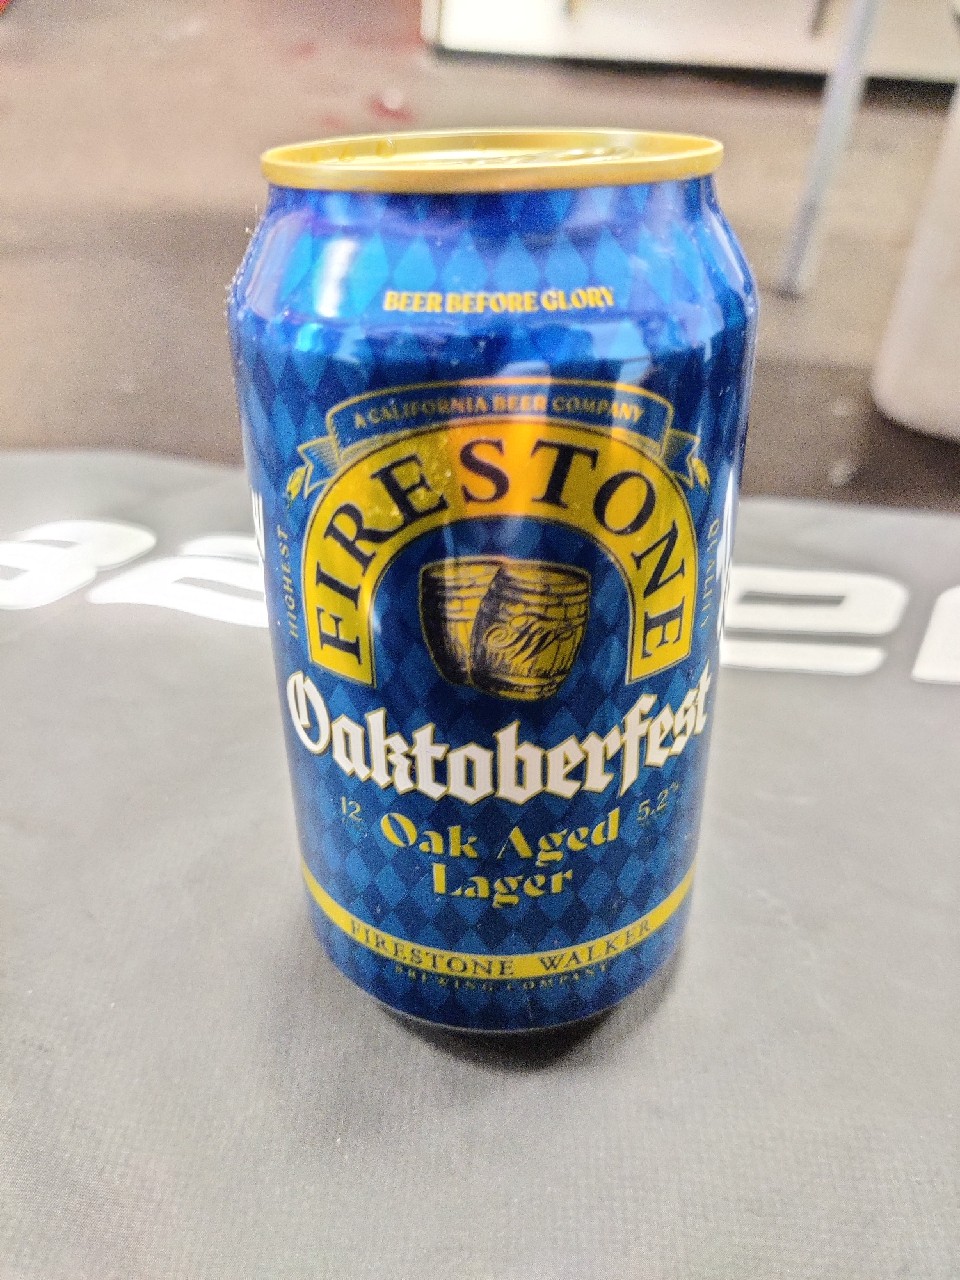 BEER BEFORE GLORY
A CALIFORNIA BEER COMPANY
FIRESTONE
HIGHEST
QUALITY
Oaktoberfest
12
5.2%
Oak Aged
Lager
FIRESTONE WALKER
BREWING COMPANY